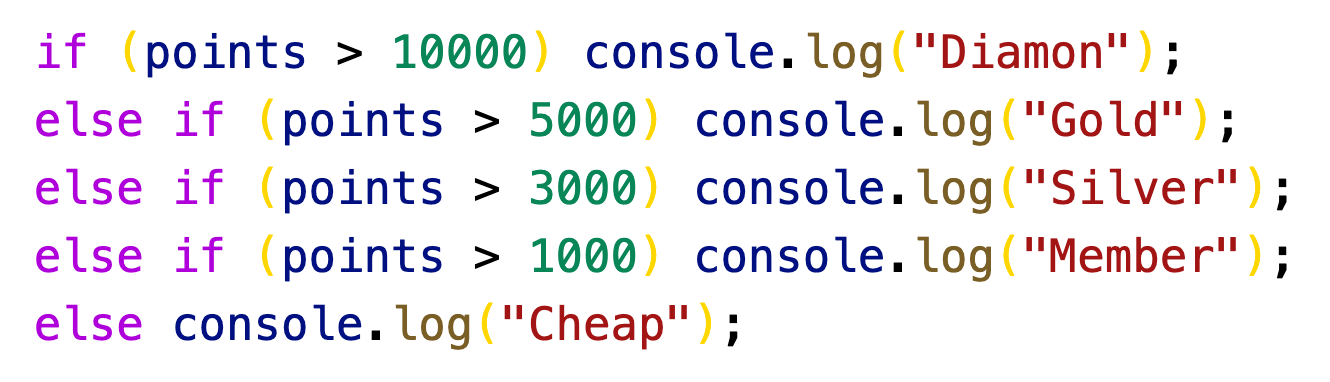 if (points > 10000) console.log("Diamon");
else if (points > 5000) console.log("Gold");
else if (points > 3000) console.log("Silver");
else if (points > 1000) console.log("Member");
else console.log("Cheap");